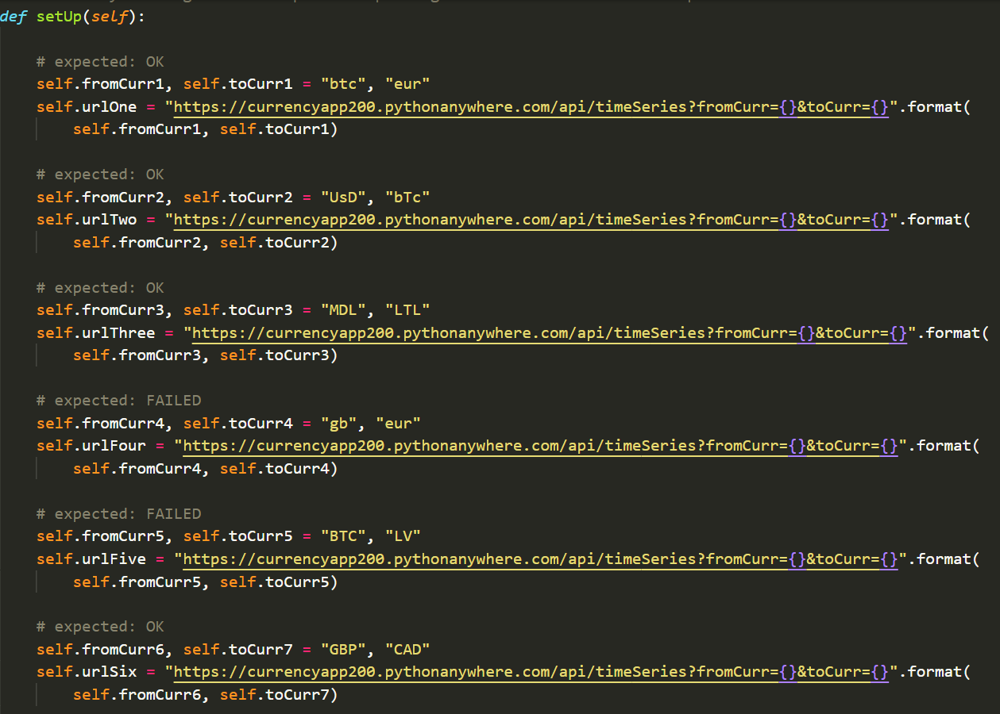 def setUp(self):
# expected: OK
self.fromCurr1, self.toCurr1 = "btc", "eur"
self.urlOne = "https://currencyapp200.pythonanywhere.com/api/timeSeries?fromCurr={}&toCurr={}".format(
self.fromCurr1, self.toCurr1)
# expected: OK
self.fromCurr2, self.toCurr2 = "UsD", "bTc"
self.urlTwo = "https://currencyapp200.pythonanywhere.com/api/timeSeries?fromCurr={}&toCurr={}".format(
self.fromCurr2, self.toCurr2)
# expected: OK
self.fromCurr3, self.toCurr3 = "MDL", "LTL"
self.urlThree = "https://currencyapp200.pythonanywhere.com/api/timeSeries?fromCurr={}&toCurr={}".format(
self.fromCurr3, self.toCurr3)
# expected: FAILED
self.fromCurr4, self.toCurr4 = "gb", "eur"
self.urlFour = "https://currencyapp200.pythonanywhere.com/api/timeSeries?fromCurr={}&toCurr={}".format(
self.fromCurr4, self.toCurr4)
# expected: FAILED
self.fromCurr5, self.toCurr5 = "BTC", "LV"
self.urlFive = "https://currencyapp200.pythonanywhere.com/api/timeSeries?fromCurr={}&toCurr={}".format(
self.fromCurr5, self.toCurr5)
# expected: OK
self.fromCurr6, self.toCurr7 = "GBP", "CAD"
self.urlSix = "https://currencyapp200.pythonanywhere.com/api/timeSeries?fromCurr={}&toCurr={}".format(
self.fromCurr6, self.toCurr7)